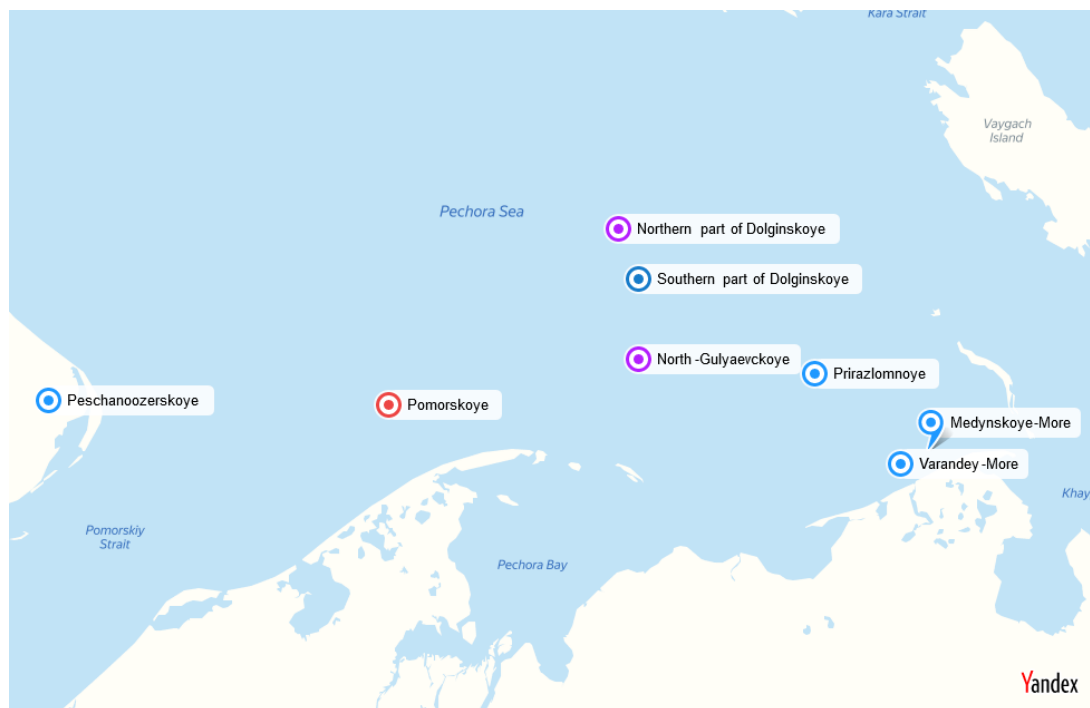 Kara Strait
Vaygach
Island
Pechora Sea
Northern part of Dolginskoye
Southern part of Dolginskoye
North-Gulyaevckoye
Prirazlomnoye
Peschanoozerskoye
Pomorskoye
Medynskoye-More
Varandey-More
Khay
Pomorskiy
Strait
Pechora Bay
Yandex